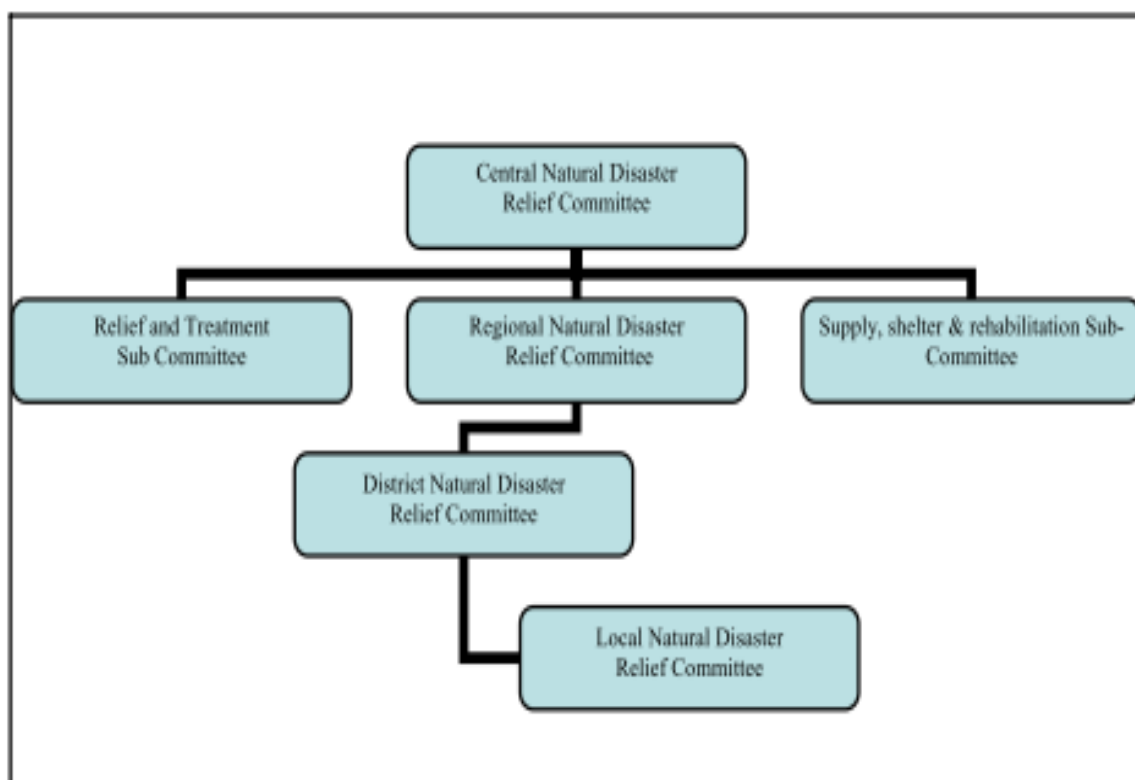 Central Natural Disaster
Relief Committee
Relief and Treatment
Sub Committee
Regional Natural Disaster
Relief Committee
Supply, shelter & rehabilitation Sub-
Committee
District Natural Disaster
Relief Committee
Local Natural Disaster
Relief Committee